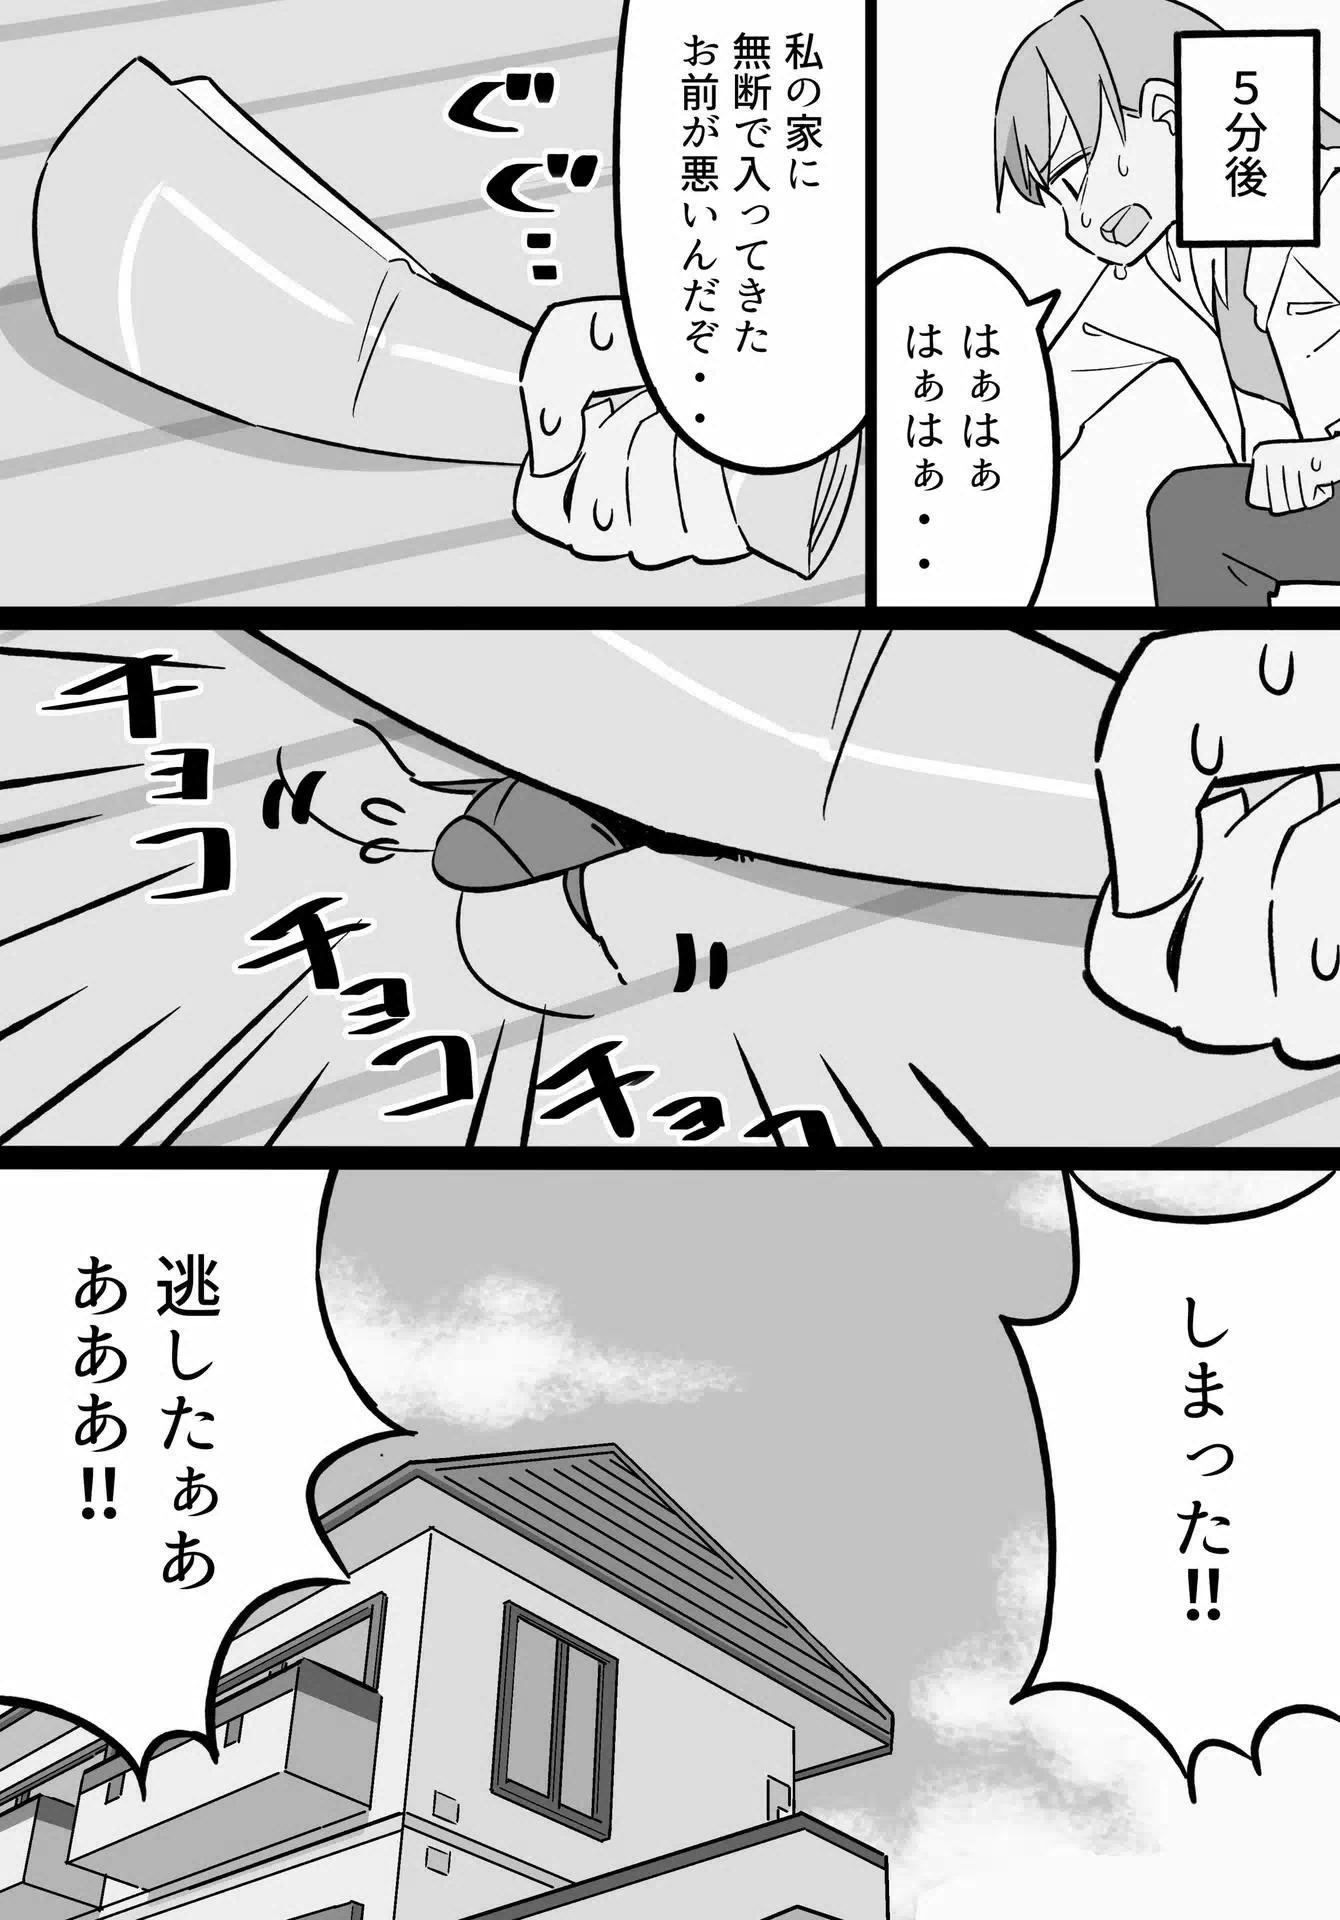 5分後
はぁはぁ
はぁはぁ・・
私の家に
無断で入ってきた
お前が悪いんだぞ・・
ぐぐ・・
チョコ
チョコ
チョコ
しまった!!
逃したぁあ
あああ!!